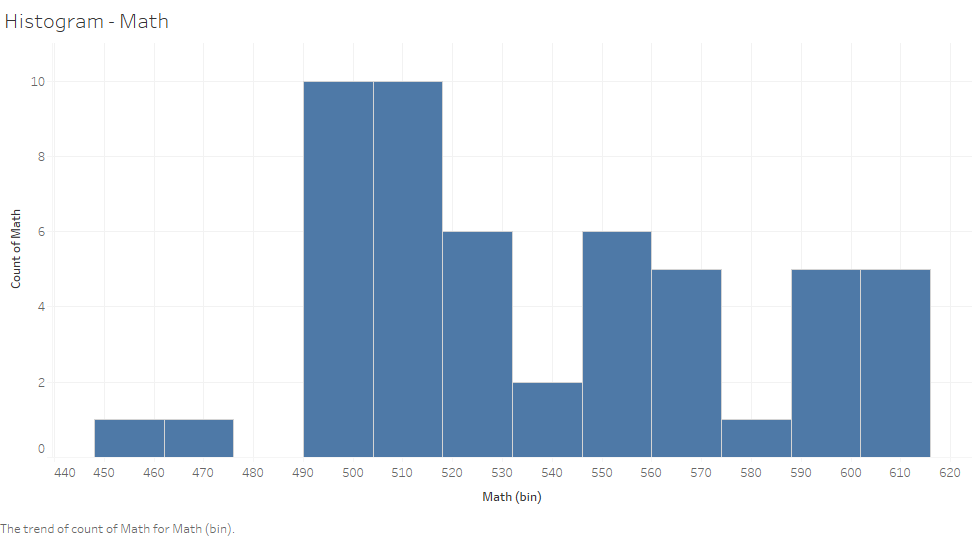 Histogram - Math
10
8
6
4
2
0
Count of Math
440 450 460 470 480 490 500 510 520 530 540 550 560 570 580 590 600 610 620
Math (bin)
The trend of count of Math for Math (bin).